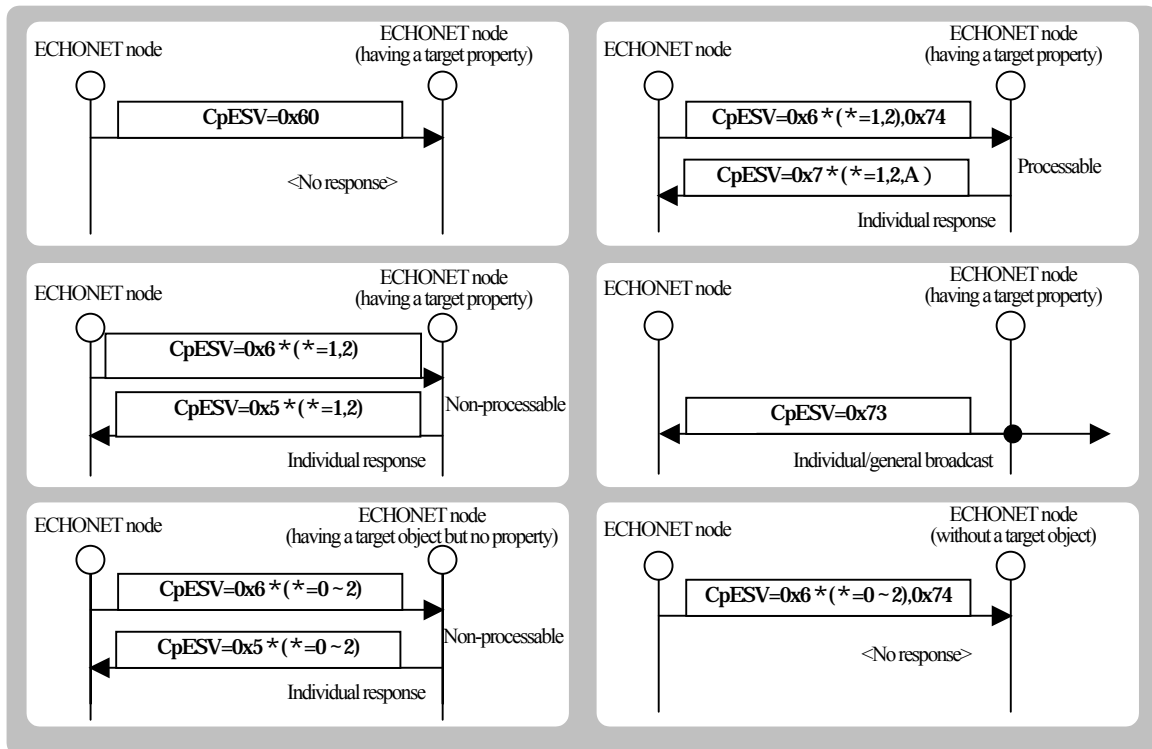 ECHONET node
ECHONET node
(having a target property)
CpESV=0x60
<No response>
ECHONET node
ECHONET node
(having a target property)
CpESV=0x6*(*=1,2),0x74
Processable
CpESV=0x7*(*=1,2,A )
Individual response
ECHONET node
ECHONET node
(having a target property)
CpESV=0x6*(*=1,2)
CpESV=0x5*(*=1,2)
Non-processable
Individual response
ECHONET node
ECHONET node
(having a target property)
CpESV=0x73
Individual/general broadcast
ECHONET node
ECHONET node
(having a target object but no property)
CpESV=0x6*(*=0~2)
Non-processable
CpESV=0x5*(*=0~2)
Individual response
ECHONET node
ECHONET node
(without a target object)
CpESV=0x6*(*=0~2),0x74
<No response>